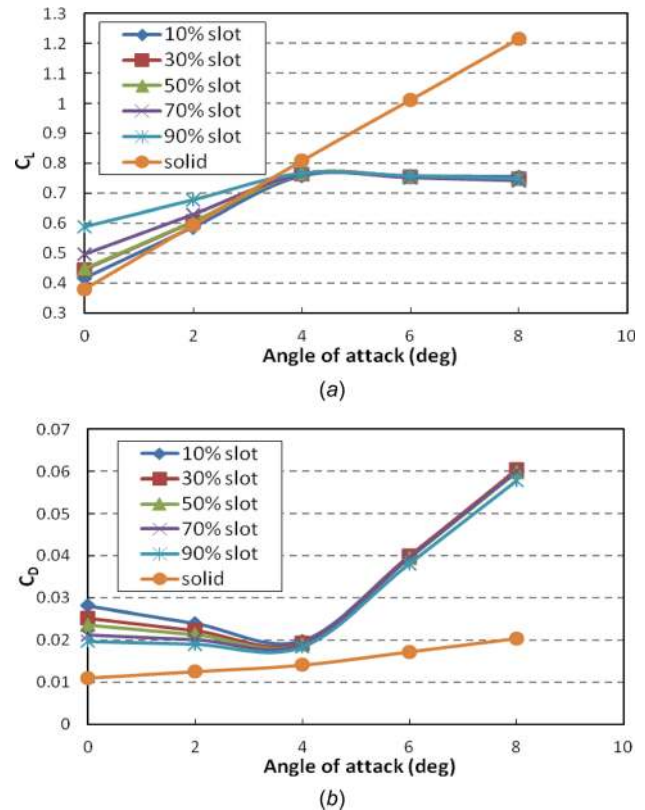 1.3
1.2
1.1
1
0.9
0.8
0.7
0.6
0.5
0.4
0.3
C_L
10% slot
30% slot
50% slot
70% slot
90% slot
solid
0 2 4 6 8 10
Angle of attack (deg)
(a)
0.07
0.06
0.05
0.04
0.03
0.02
0.01
0
C_D
10% slot
30% slot
50% slot
70% slot
90% slot
solid
0 2 4 6 8 10
Angle of attack (deg)
(b)